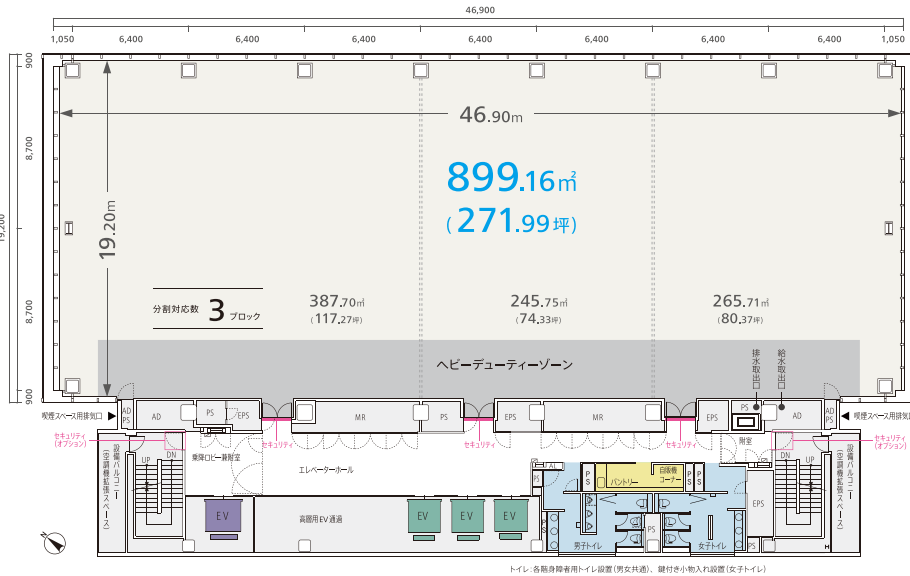 46,900
1,050 6,400 6,400 6,400 6,400 6,400 6,400 6,400 1,050
900
8,700
19,200
8,700
900
46.90m
19.20m
899.16㎡
(271.99坪)
分割対応数 3 ブロック
387.70㎡
(117.27坪)
245.75㎡
(74.33坪)
265.71㎡
(80.37坪)
ヘビーデューティーゾーン
排水取出口
給水取出口
喫煙スペース用排気口
AD
PS
AD
PS
EPS
MR
PS
EPS
MR
EPS
PS
AD
AD
PS
喫煙スペース用排気口
セキュリティ
(オプション)
セキュリティ
セキュリティ
セキュリティ
セキュリティ
(オプション)
設備バルコニー
(空調機拡張スペース)
UP
DN
乗降ロビー兼附室
エレベーターホール
附室
DN
UP
設備バルコニー
(空調機拡張スペース)
PS
PS
パントリー
自販機
コーナー
PS
PS
EPS
EV
高層用EV通過
EV
EV
EV
PS
男子トイレ
PS
女子トイレ
PS
N
トイレ：各階身障者用トイレ設置(男女共通)、鍵付き小物入れ設置(女子トイレ)